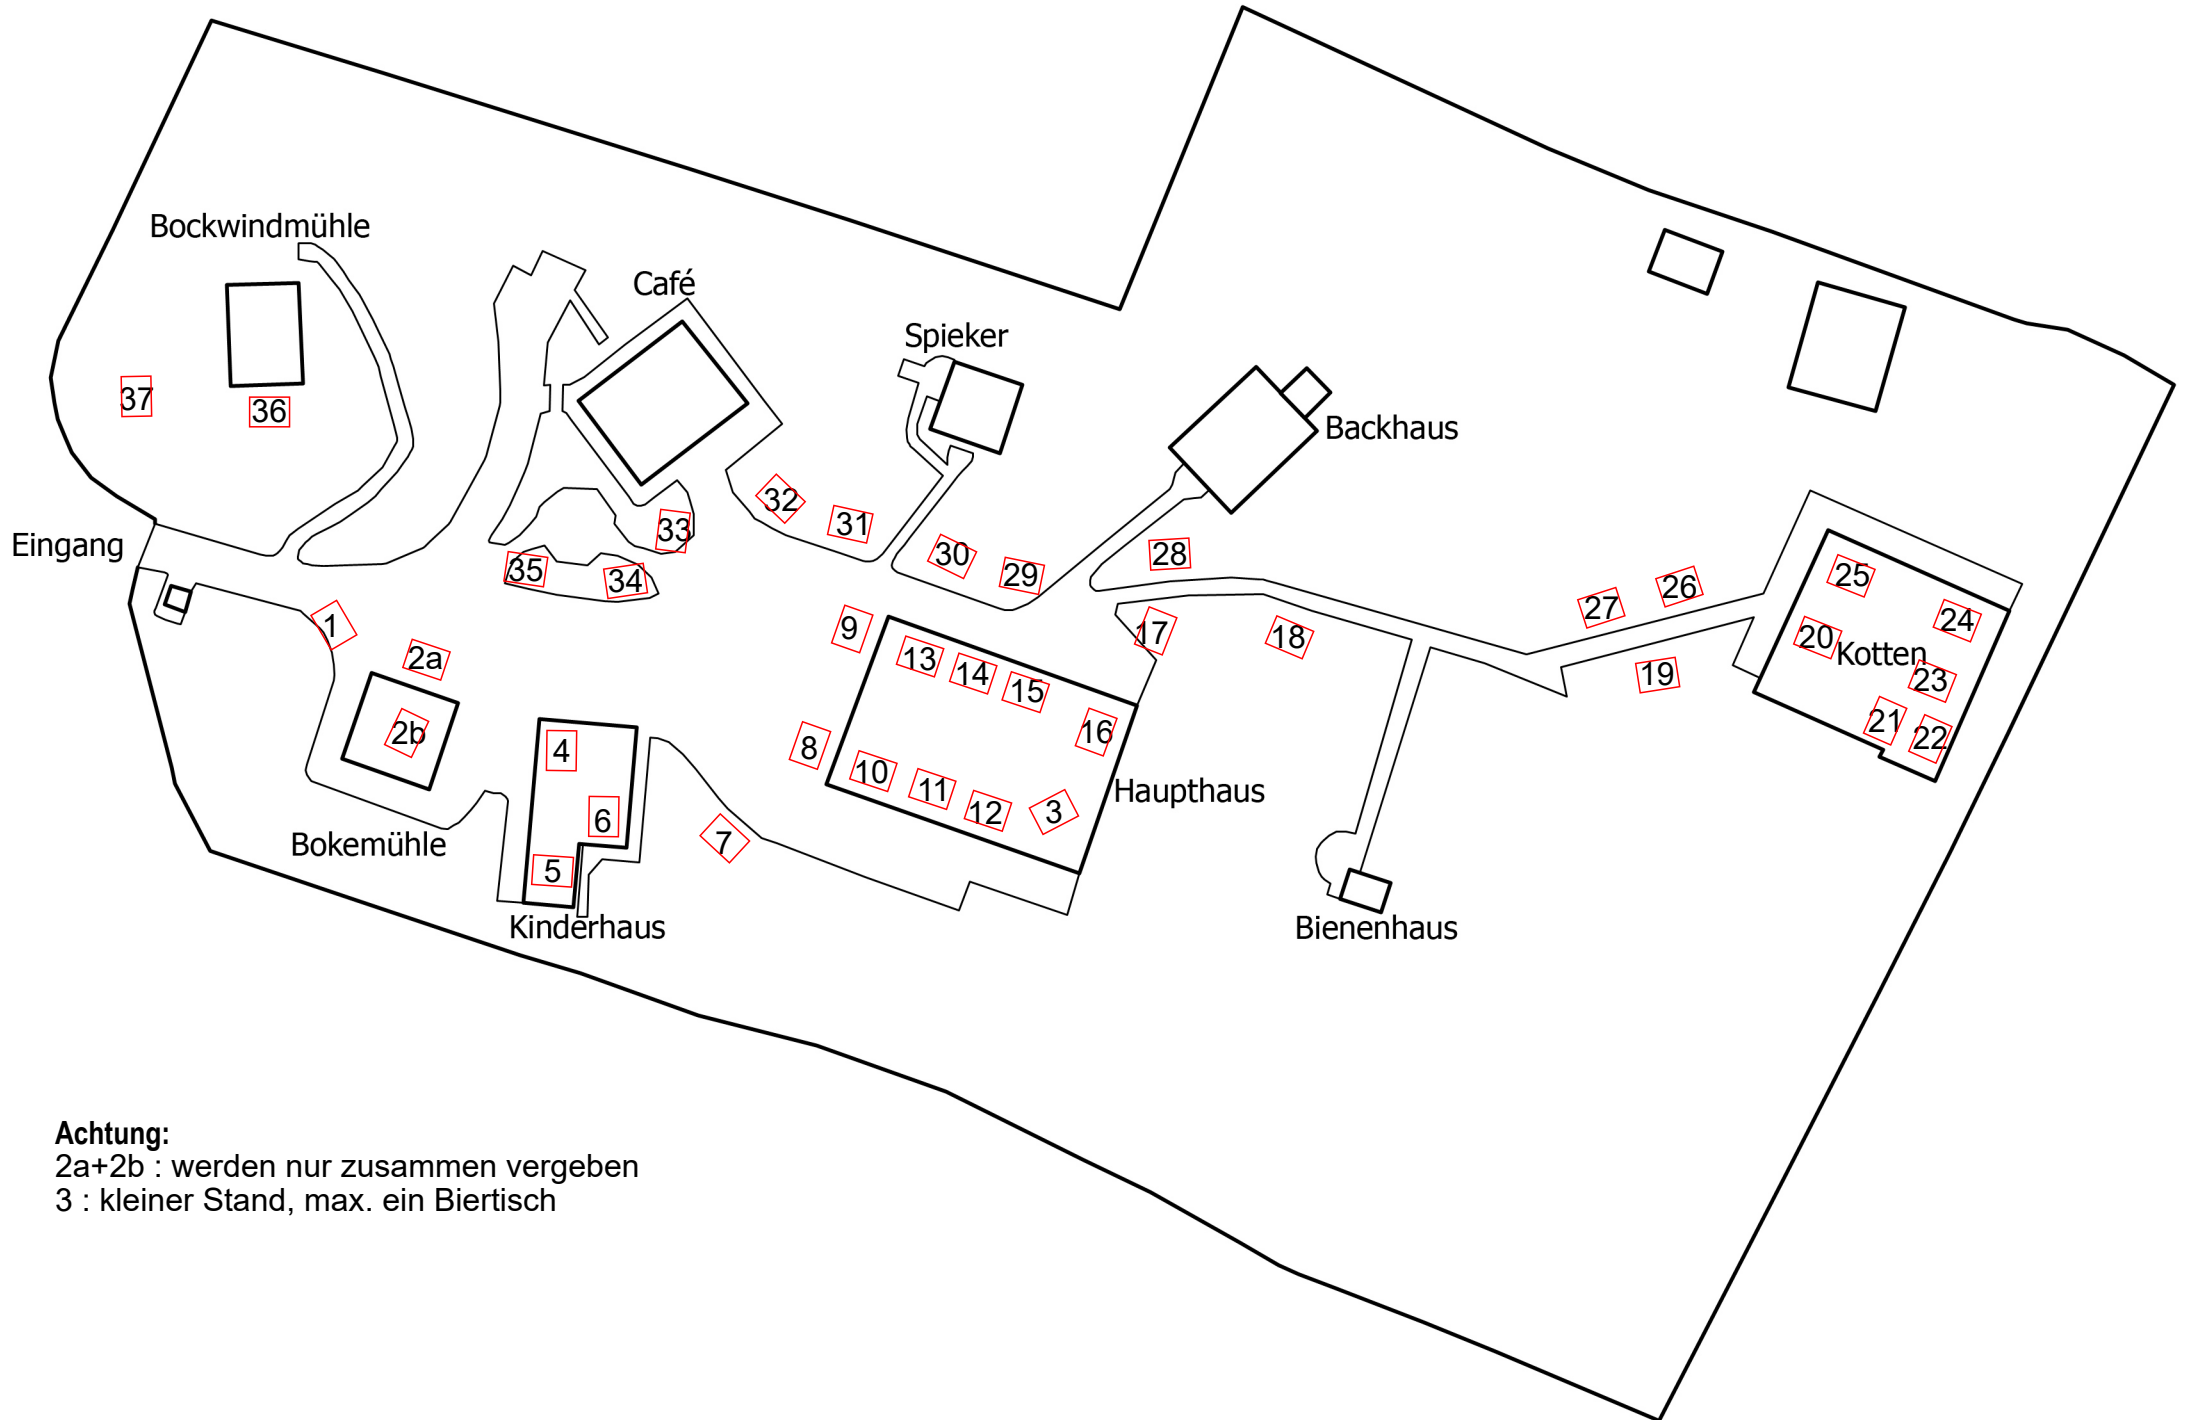 Bockwindmühle
Café
Spieker
Backhaus
37
36
32
31
33
30
29
28
Eingang
35
34
27
26
25
1
2a
9
13
14
15
17
18
19
20
24
Kotten
23
2b
4
8
16
21
22
10
11
12
3
Haupthaus
6
7
5
Bokemühle
Kinderhaus
Bienenhaus
Achtung:
2a+2b : werden nur zusammen vergeben
3 : kleiner Stand, max. ein Biertisch